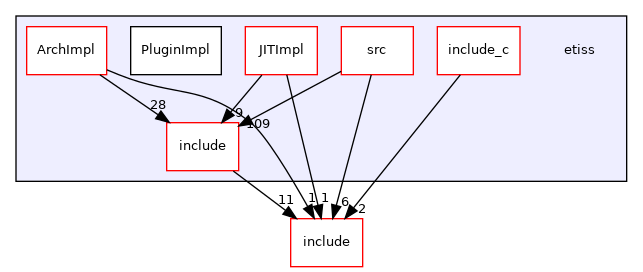 ArchImpl
PluginImpl
JITImpl
src
include_c
etiss
28
9
109
include
11
1
1
6
2
include